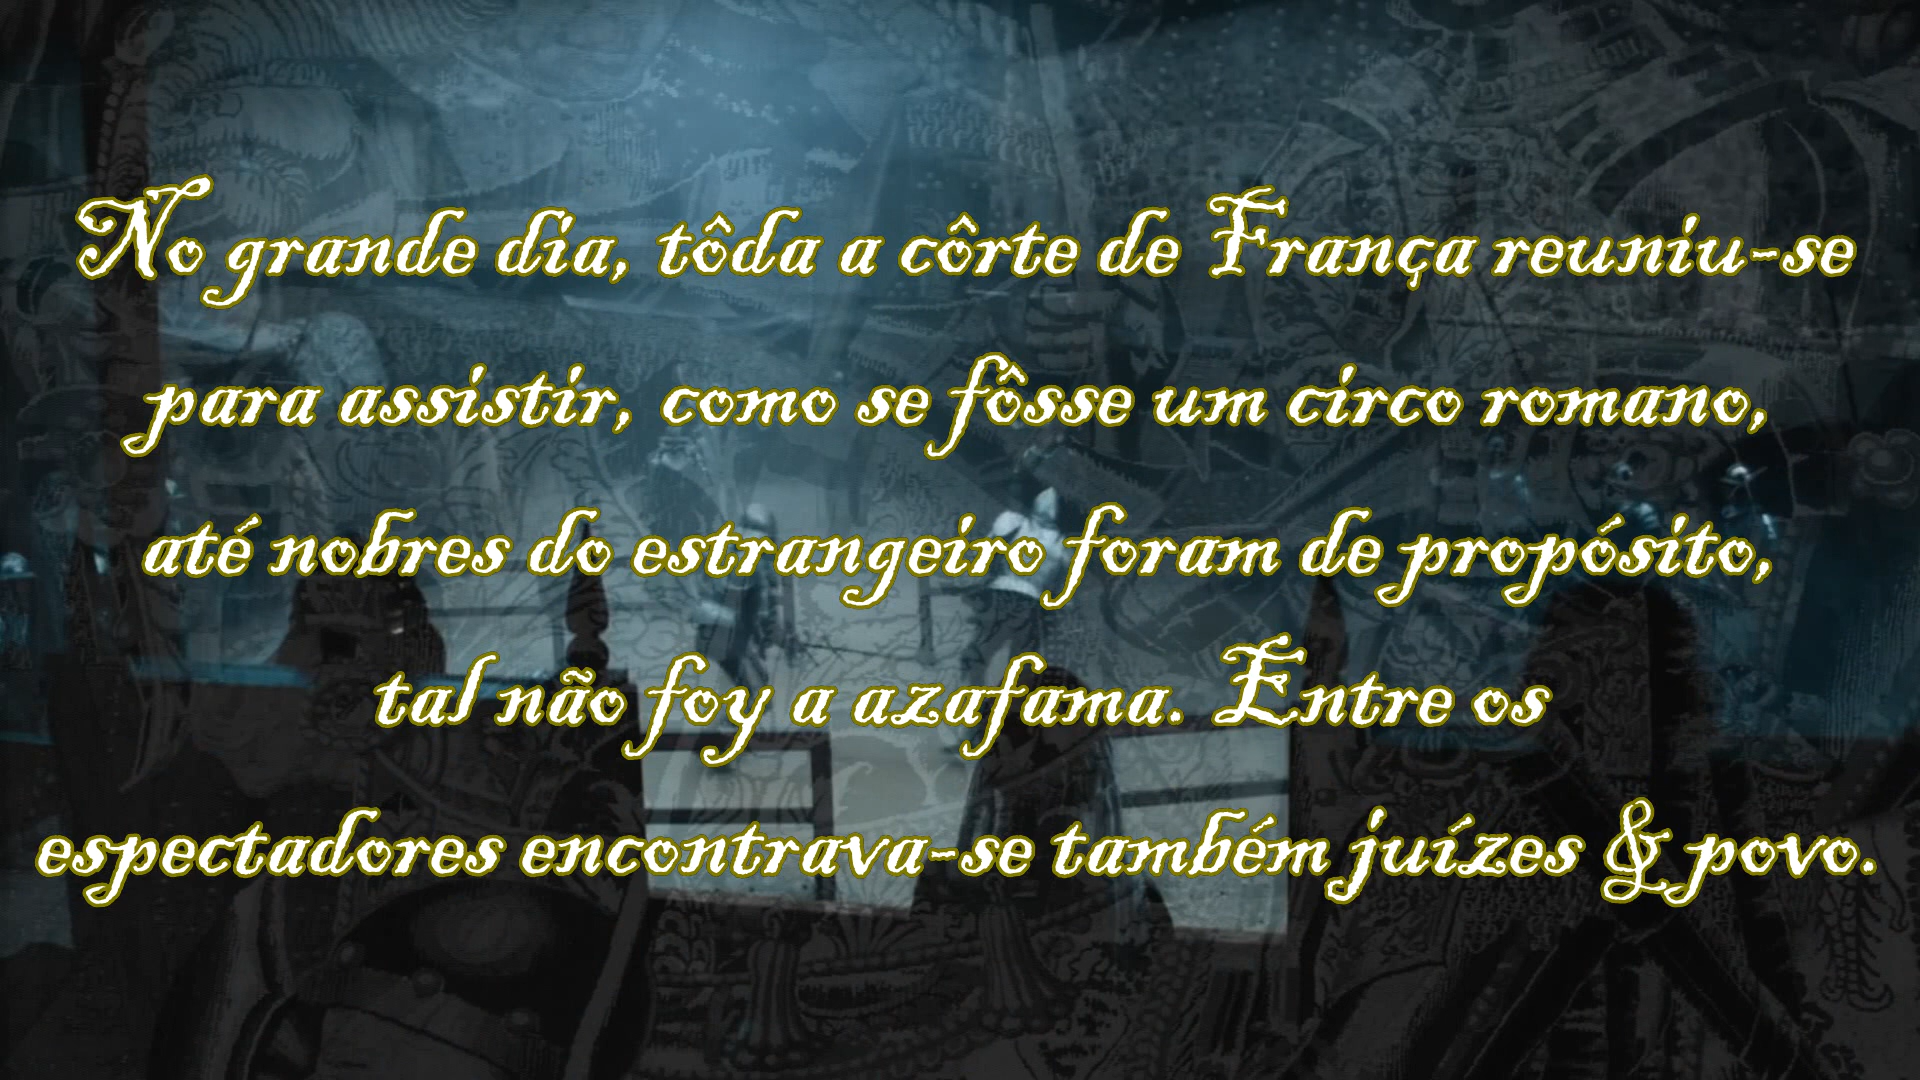 No grande dia, tôda a côrte de França reuniu-se
para assistir, como se fôsse um circo romano,
até nobres do estrangeiro foram de propósito,
tal não foy a azafama. Entre os
espectadores encontrava-se também juízes & povo.